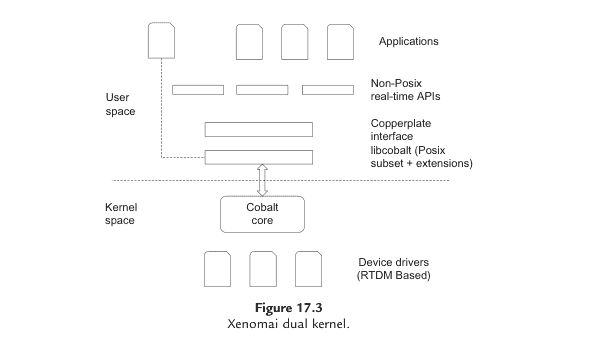 Applications
Non-Posix
real-time APIs
User
space
Copperplate
interface
libcobalt (Posix
subset + extensions)
Kernel
space
Cobalt
core
Device drivers
(RTDM Based)
Figure 17.3
Xenomai dual kernel.